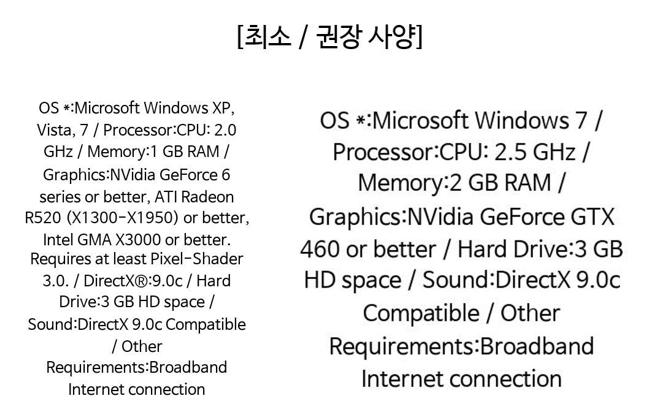 [최소 / 권장 사양]
OS *:Microsoft Windows XP,
Vista, 7 / Processor:CPU: 2.0
GHz / Memory:1 GB RAM /
Graphics:NVidia GeForce 6
series or better, ATI Radeon
R520 (X1300-X1950) or better,
Intel GMA X3000 or better.
Requires at least Pixel-Shader
3.0. / DirectX®:9.0c / Hard
Drive:3 GB HD space /
Sound:DirectX 9.0c Compatible
/ Other
Requirements:Broadband
Internet connection
OS *:Microsoft Windows 7 /
Processor:CPU: 2.5 GHz /
Memory:2 GB RAM /
Graphics:NVidia GeForce GTX
460 or better / Hard Drive:3 GB
HD space / Sound:DirectX 9.0c
Compatible / Other
Requirements:Broadband
Internet connection